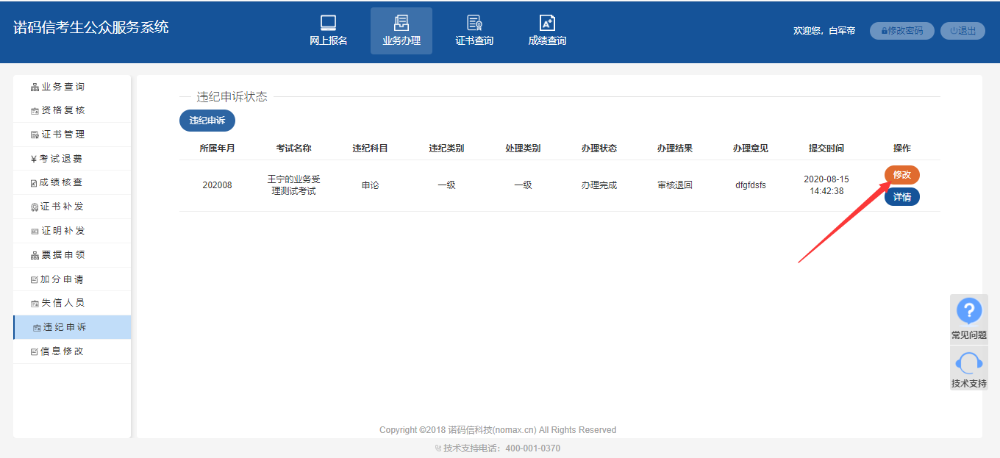 诺码信考生公众服务系统
网上报名
业务办理
证书查询
成绩查询
欢迎您，白军帝
修改密码
退出
业务查询
资格复核
证书管理
考试退费
成绩核查
证书补发
证明补发
票据申领
加分申请
失信人员
违纪申诉
信息修改
违纪申诉状态
违纪申诉
所属年月 考试名称 违纪科目 违纪类别 处理类别 办理状态 办理结果 办理意见 提交时间 操作
202008 王宁的业务受理测试考试 申论 一级 一级 办理完成 审核退回 dfgfdsfs 2020-08-15 14:42:38 修改
详情
常见问题
技术支持
Copyright ©2018 诺码信科技(nomax.cn) All Rights Reserved
技术支持电话：400-001-0370